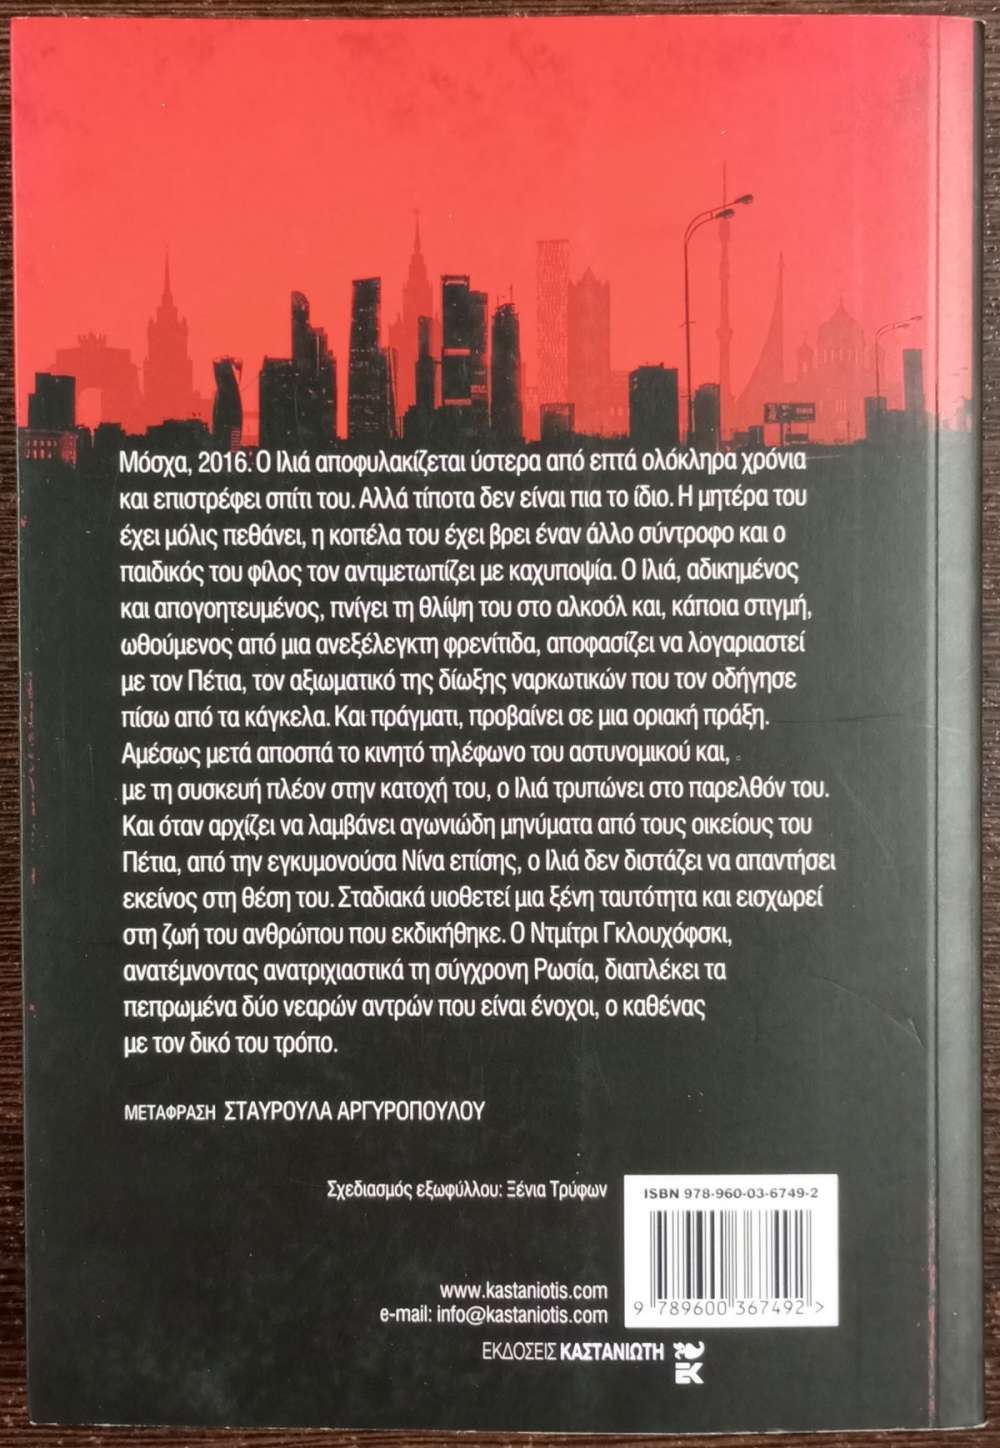 Μόσχα, 2016. Ο Ιλιά αποφυλακίζεται ύστερα από επτά ολόκληρα χρόνια
και επιστρέφει σπίτι του. Αλλά τίποτα δεν είναι πια το ίδιο. Η μητέρα του
έχει μόλις πεθάνει, η κοπέλα του έχει βρει έναν άλλο σύντροφο και ο
παιδικός του φίλος τον αντιμετωπίζει με καχυποψία. Ο Ιλιά, αδικημένος
και απογοητευμένος, πνίγει τη θλίψη του στο αλκοόλ και, κάποια στιγμή,
ωθούμενος από μια ανεξέλεγκτη φρενίτιδα, αποφασίζει να λογαριαστεί
με τον Πέτια, τον αξιωματικό της δίωξης ναρκωτικών που τον οδήγησε
πίσω από τα κάγκελα. Και πράγματι, προβαίνει σε μια οριακή πράξη.
Αμέσως μετά αποσπά το κινητό τηλέφωνο του αστυνομικού και,
με τη συσκευή πλέον στην κατοχή του, ο Ιλιά τρυπώνει στο παρελθόν του.
Και όταν αρχίζει να λαμβάνει αγωνιώδη μηνύματα από τους οικείους του
Πέτια, από την εγκυμονούσα Νίνα επίσης, ο Ιλιά δεν διστάζει να απαντήσει
εκείνος στη θέση του. Σταδιακά υιοθετεί μια ξένη ταυτότητα και εισχωρεί
στη ζωή του ανθρώπου που εκδικήθηκε. Ο Ντμίτρι Γκλουχόφσκι,
ανατέμνοντας ανατριχιαστικά τη σύγχρονη Ρωσία, διαπλέκει τα
πεπρωμένα δύο νεαρών αντρών που είναι ένοχοι, ο καθένας
με τον δικό του τρόπο.
ΜΕΤΑΦΡΑΣΗ ΣΤΑΥΡΟΥΛΑ ΑΡΓΥΡΟΠΟΥΛΟΥ
Σχεδιασμός εξωφύλλου: Ξένια Τρύφων
ISBN 978-960-03-6749-2
9 789600 367492 >
www.kastaniotis.com
e-mail: info@kastaniotis.com
ΕΚΔΟΣΕΙΣ ΚΑΣΤΑΝΙΩΤΗ
ΕΚ